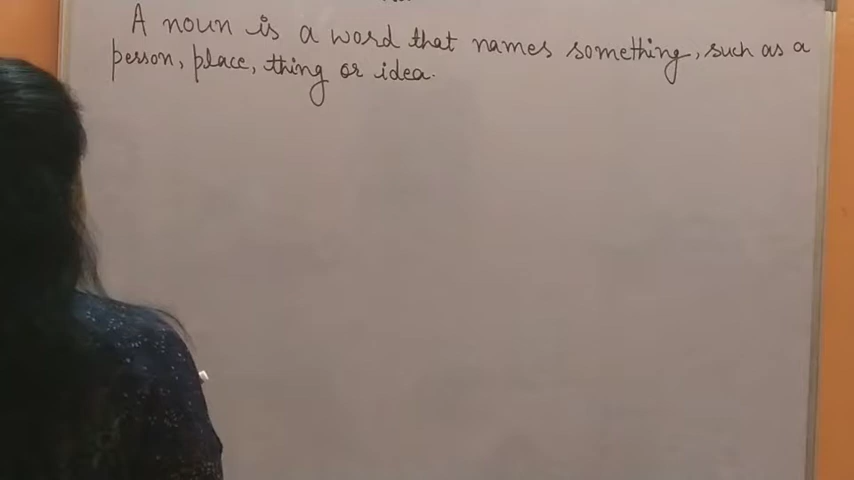 A noun is a word that names something, such as a
person, place, thing or idea.